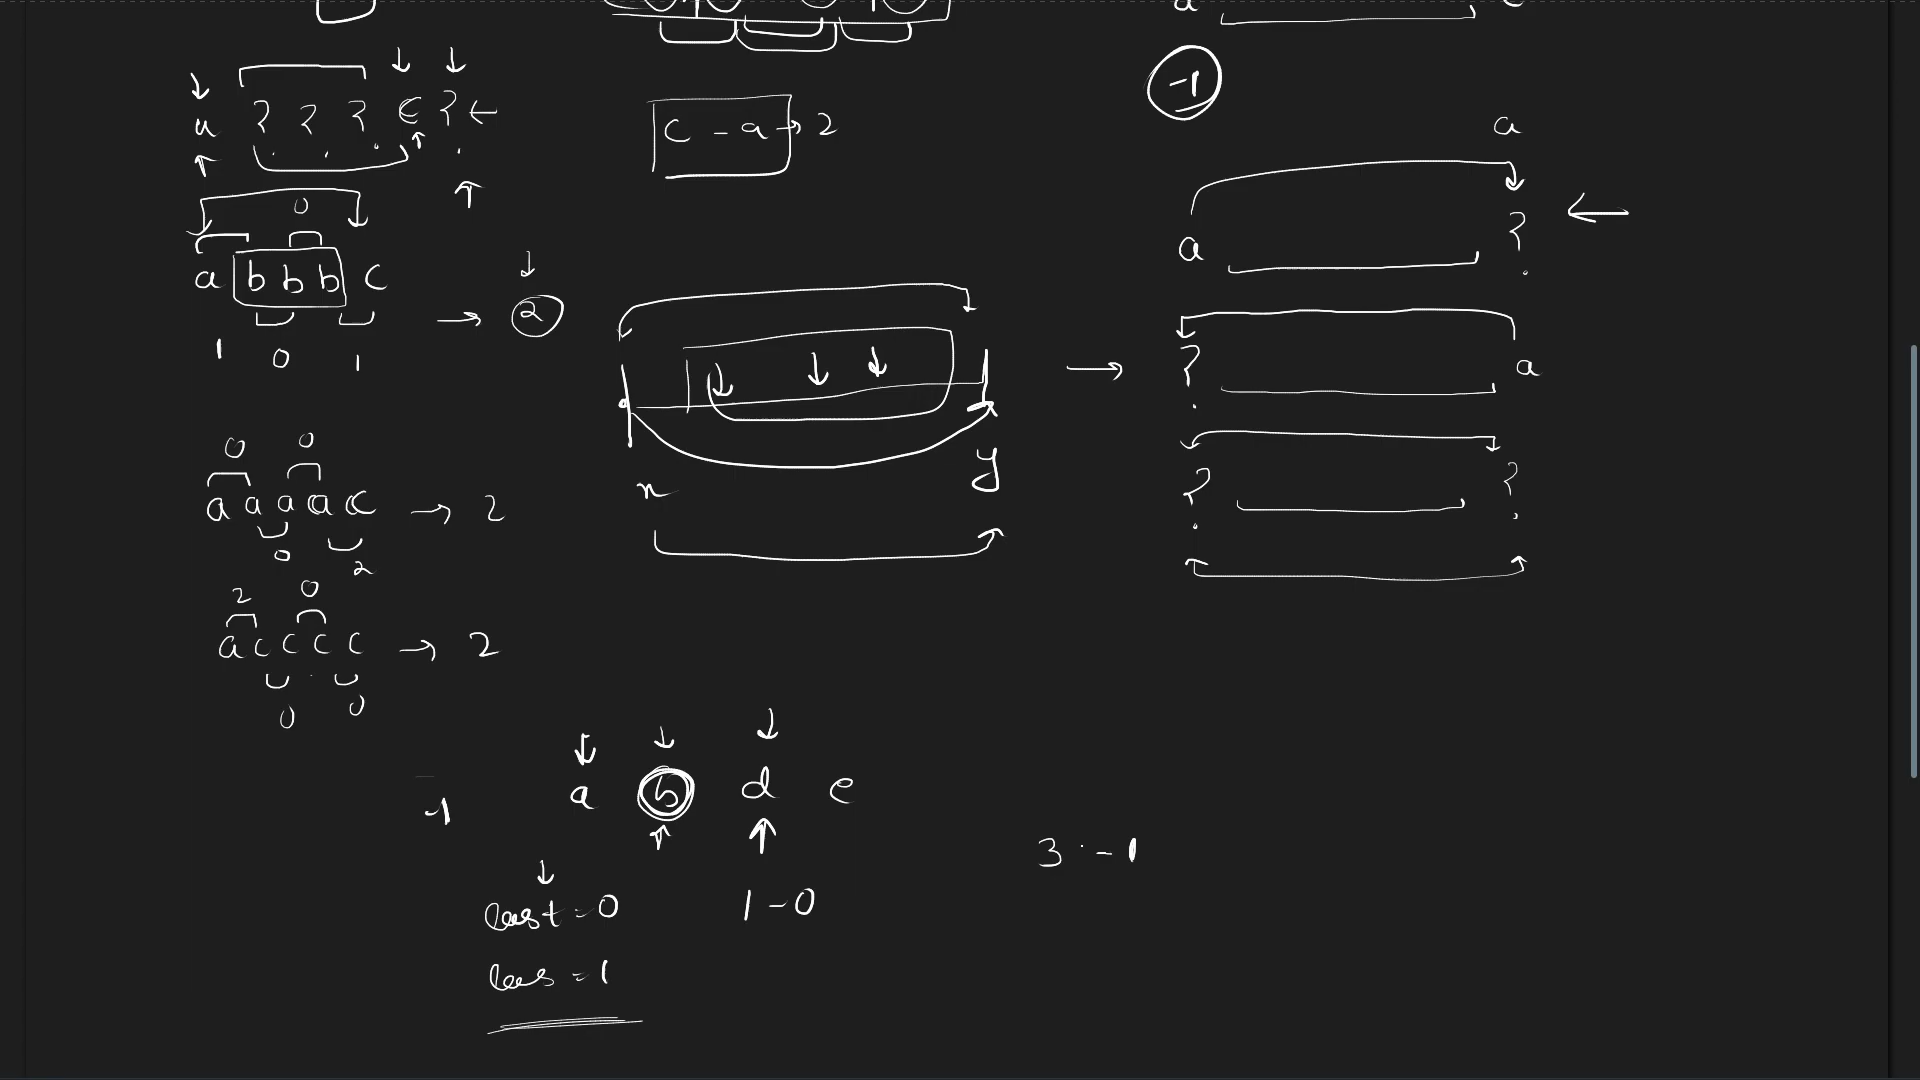 -1
a ? ? ? c ? ←
c - a → 2
a
a ?
0
a b b b c → 2
1 0 1
? a
x y
0 0
a a a a c → 2
0 2
? ?
2 0
a c c c c → 2
0 0
-1 a b d e
3 - 1
last = 0 1 - 0
las = 1